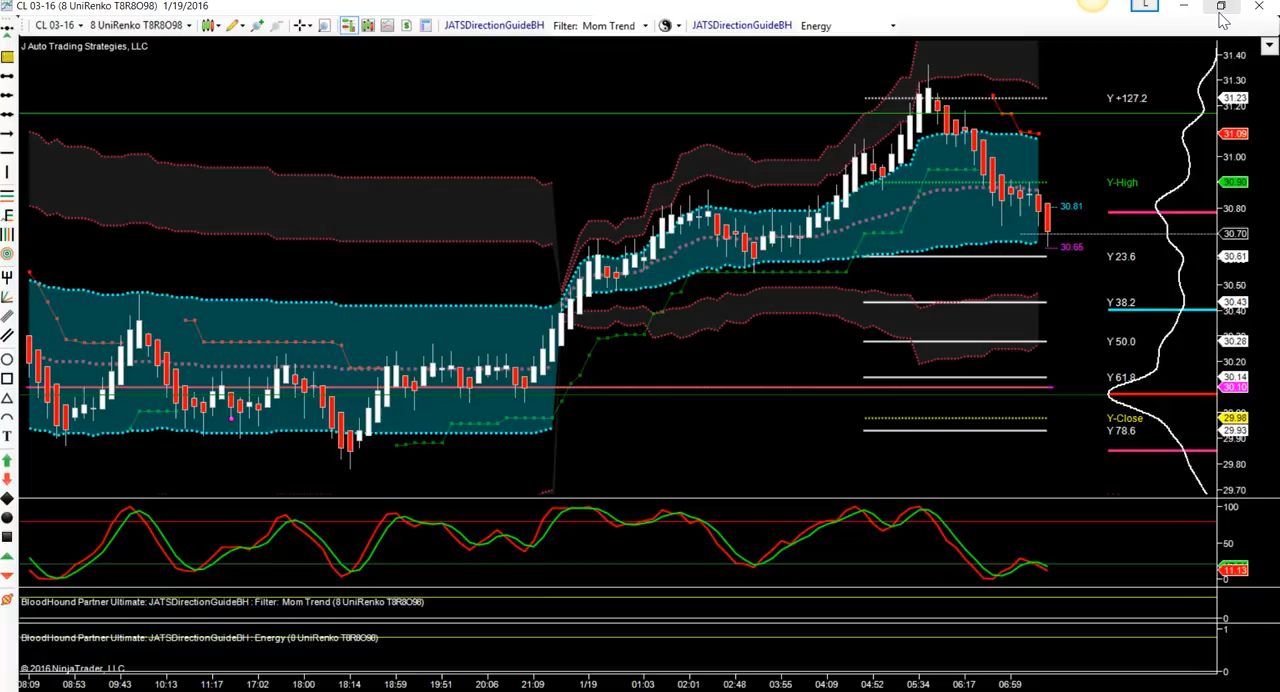 CL 03-16 (8 UniRenko T8R8O98)  1/19/2016
CL 03-16 8 UniRenko T8R8O98 $ JATSDirectionGuideBH Filter: Mom Trend JATSDirectionGuideBH Energy
J Auto Trading Strategies, LLC
31.40
31.30
Y +127.2 31.23
31.20
31.09
31.00
Y-High 30.90
30.81 30.80
30.70
30.65
Y 23.6 30.61
30.50
Y 38.2 30.43
30.40
Y 50.0 30.28
30.20
Y 61.8 30.14
30.10
Y-Close 29.98
Y 78.6 29.93
29.90
29.80
29.70
T
100
50
11.13
0
BloodHound Partner Ultimate: JATSDirectionGuideBH : Filter: Mom Trend (8 UniRenko T8R8O98)
0
1
BloodHound Partner Ultimate: JATSDirectionGuideBH : Energy (8 UniRenko T8R8O98)
© 2016 NinjaTrader, LLC
0
08:09 08:53 09:43 10:13 11:17 17:02 18:00 18:14 18:59 19:51 20:06 21:09 1/19 01:03 02:01 02:48 03:55 04:09 04:52 05:34 06:17 06:59